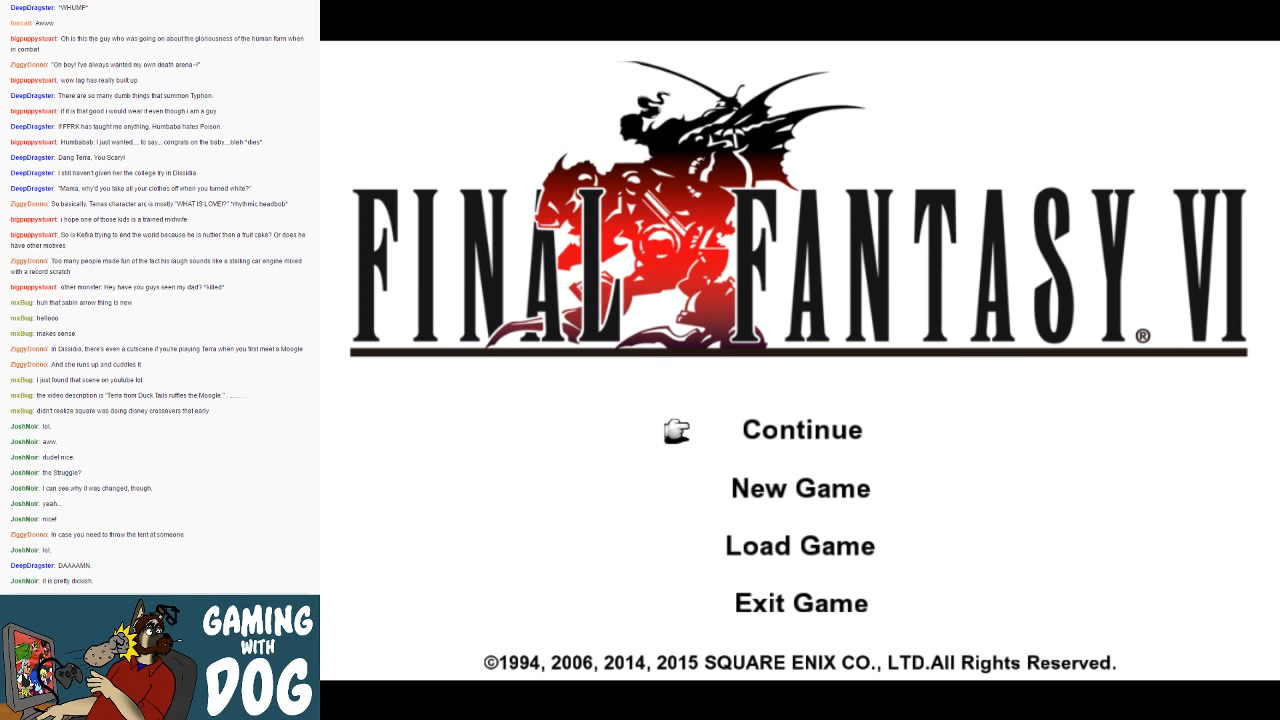 DeepDragster: *WHUMP*
foxcall: Awww
bigpuppystuart: Oh is this the guy who was going on about the gloriousness of the human form when
in combat
ZiggyDonno: "Oh boy! I've always wanted my own death arena~!"
bigpuppystuart: wow lag has really built up
DeepDragster: There are so many dumb things that summon Typhon.
bigpuppystuart: if it is that good i would wear it even though i am a guy
DeepDragster: If FFRK has taught me anything, Humbaba hates Poison
bigpuppystuart: Humbabab: I just wanted.... to say... congrats on the baby....bleh *dies*
DeepDragster: Dang Terra, You Scary!
DeepDragster: I still haven't given her the college try in Dissidia.
DeepDragster: "Mama, why'd you take all your clothes off when you turned white?"
ZiggyDonno: So basically, Terras character arc is mostly "WHAT IS LOVE!?" *rhythmic headbob*
bigpuppystuart: i hope one of those kids is a trained midwife
bigpuppystuart: So is Kefka trying to end the world because he is nuttier than a fruit cake? Or does he
have other motives
ZiggyDonno: Too many people made fun of the fact his laugh sounds like a stalling car engine mixed
with a record scratch
bigpuppystuart: other monster: Hey have you guys seen my dad? *killed*
mxBug: huh that sabin arrow thing is new
mxBug: hellooo
mxBug: makes sense
ZiggyDonno: In Dissidia, there's even a cutscene if you're playing Terra when you first meet a Moogle
ZiggyDonno: And she runs up and cuddles it
mxBug: i just found that scene on youtube lol
mxBug: the video description is "Terra from Duck Tails ruffles the Moogle." . ... . . .
mxBug: didn't realize square was doing disney crossovers that early
JoshNoir: lol.
JoshNoir: aww.
JoshNoir: dude! nice.
JoshNoir: the Struggle?
JoshNoir: I can see why it was changed, though.
JoshNoir: yeah...
JoshNoir: nice!
ZiggyDonno: In case you need to throw the tent at someone
JoshNoir: lol.
DeepDragster: DAAAAMN.
JoshNoir: it is pretty dickish.
GAMING
WITH
DOG
FINAL FANTASY VI®
Continue
New Game
Load Game
Exit Game
©1994, 2006, 2014, 2015 SQUARE ENIX CO., LTD.All Rights Reserved.